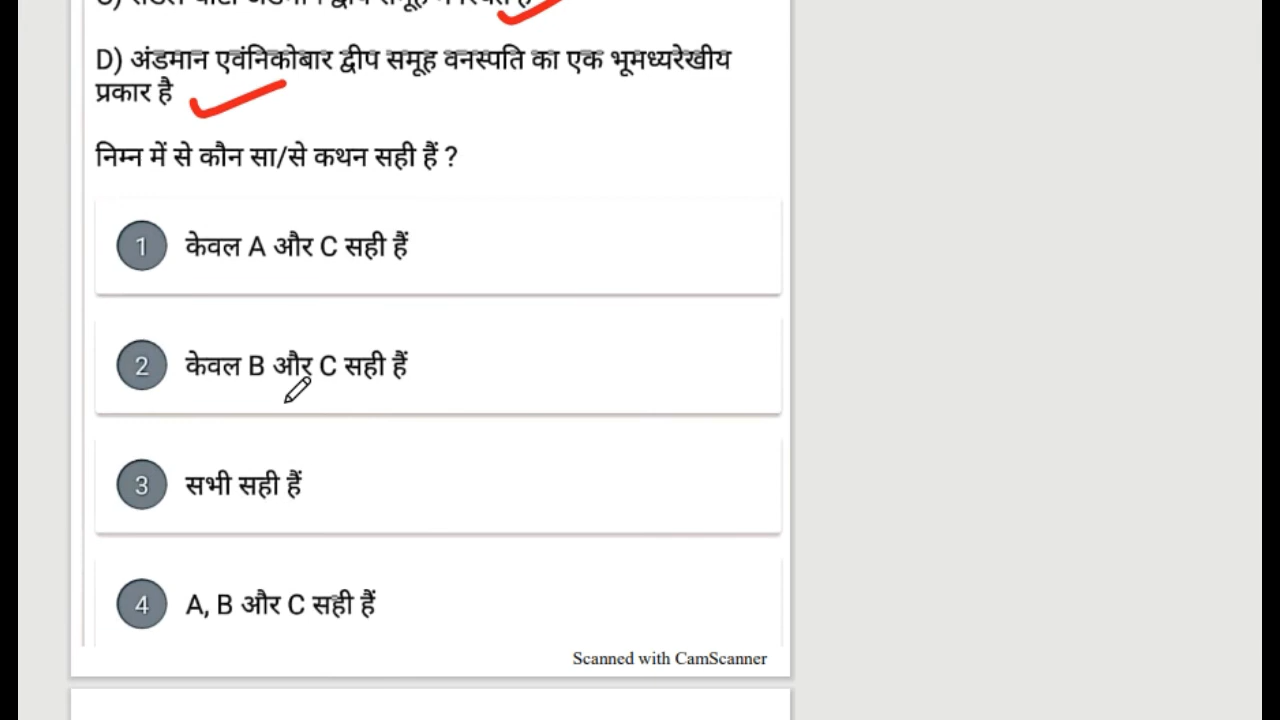 D) अंडमान एवंनिकोबार द्वीप समूह वनस्पति का एक भूमध्यरेखीय
प्रकार है
निम्न में से कौन सा/से कथन सही हैं ?
1 केवल A और C सही हैं
2 केवल B और C सही हैं
3 सभी सही हैं
4 A, B और C सही हैं
Scanned with CamScanner